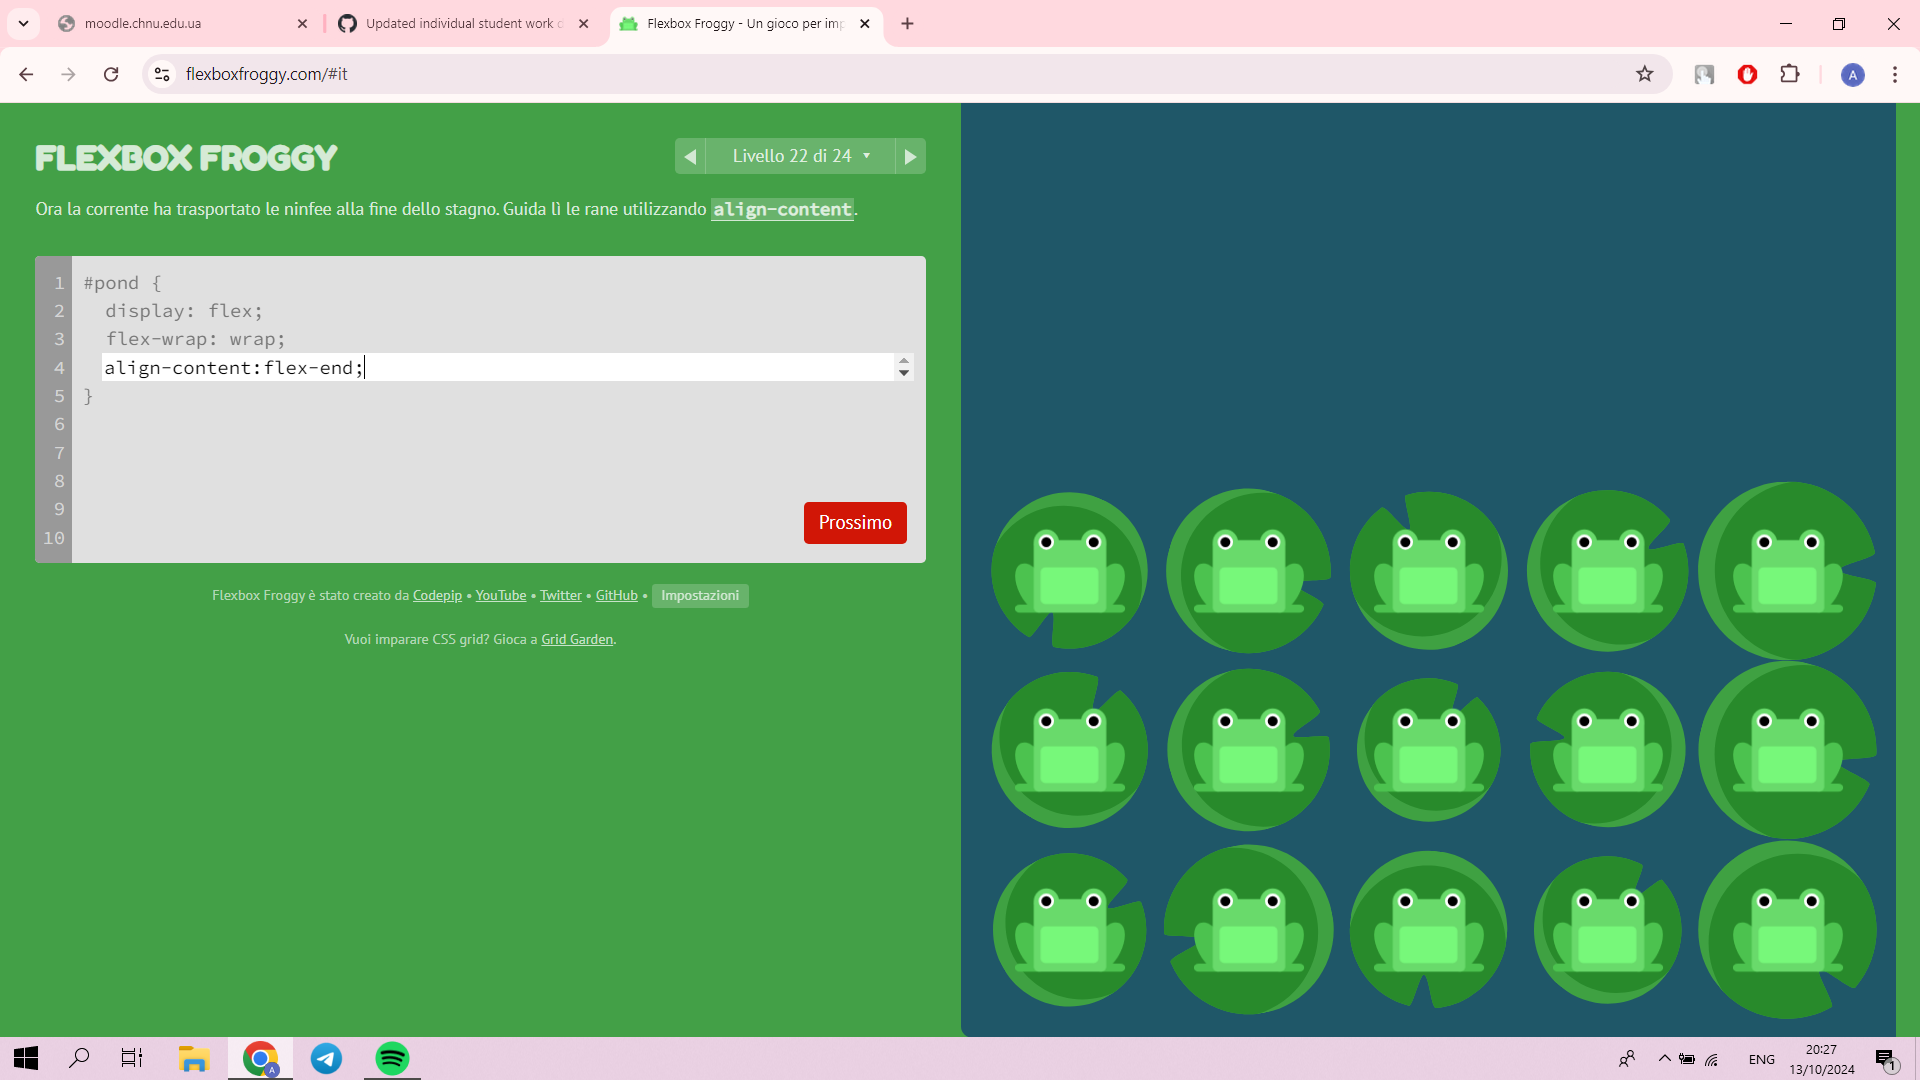 moodle.chnu.edu.ua
Updated individual student work d
Flexbox Froggy - Un gioco per imp
flexboxfroggy.com/#it
A
FLEXBOX FROGGY
Livello 22 di 24
Ora la corrente ha trasportato le ninfee alla fine dello stagno. Guida lì le rane utilizzando align-content.
1 #pond {
2 display: flex;
3 flex-wrap: wrap;
4 align-content:flex-end;
5 }
6
7
8
9
10
Prossimo
Flexbox Froggy è stato creato da Codepip • YouTube • Twitter • GitHub • Impostazioni
Vuoi imparare CSS grid? Gioca a Grid Garden.
A
ENG
20:27
13/10/2024
1